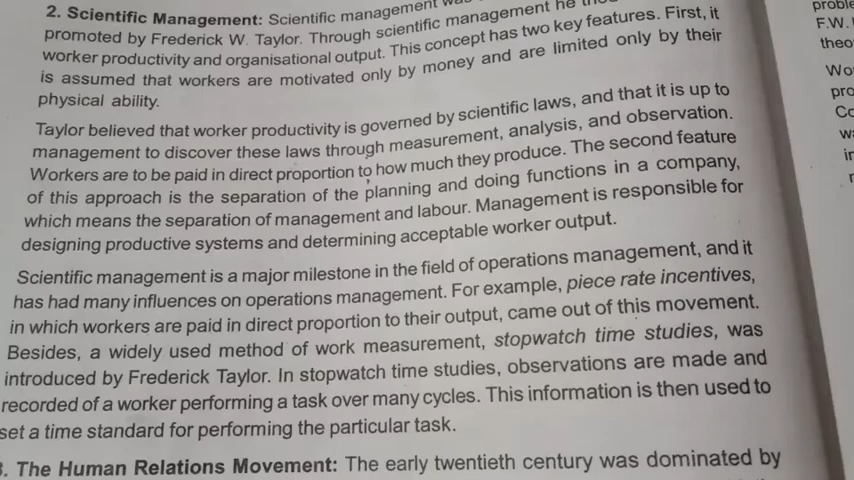 2. Scientific Management: Scientific management was
promoted by Frederick W. Taylor. Through scientific management he
worker productivity and organisational output. This concept has two key features. First, it
is assumed that workers are motivated only by money and are limited only by their
physical ability.
Taylor believed that worker productivity is governed by scientific laws, and that it is up to
management to discover these laws through measurement, analysis, and observation.
Workers are to be paid in direct proportion to how much they produce. The second feature
of this approach is the separation of the planning and doing functions in a company,
which means the separation of management and labour. Management is responsible for
designing productive systems and determining acceptable worker output.
Scientific management is a major milestone in the field of operations management, and it
has had many influences on operations management. For example, piece rate incentives,
in which workers are paid in direct proportion to their output, came out of this movement.
Besides, a widely used method of work measurement, stopwatch time studies, was
introduced by Frederick Taylor. In stopwatch time studies, observations are made and
recorded of a worker performing a task over many cycles. This information is then used to
set a time standard for performing the particular task.
3. The Human Relations Movement: The early twentieth century was dominated by
proble
F.W.
theo
Wo
pro
Co